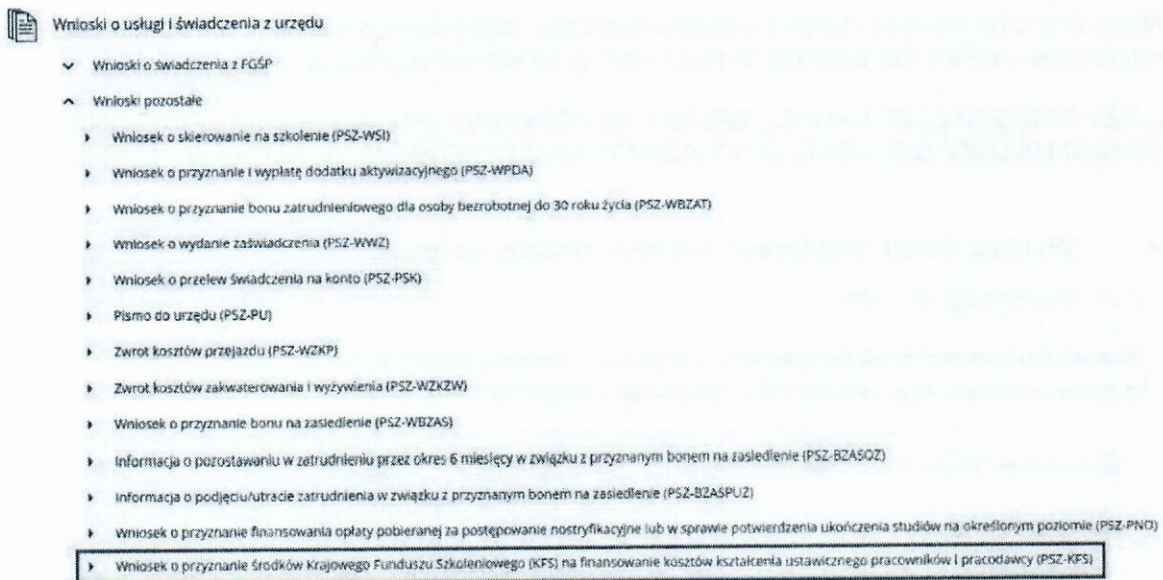 Wnioski o usługi i świadczenia z urzędu
Wnioski o świadczenia z FGŚP
Wnioski pozostałe
Wniosek o skierowanie na szkolenie (PSZ-WSI)
Wniosek o przyznanie i wypłatę dodatku aktywizacyjnego (PSZ-WPDA)
Wniosek o przyznanie bonu zatrudnieniowego dla osoby bezrobotnej do 30 roku życia (PSZ-WBZAT)
Wniosek o wydanie zaświadczenia (PSZ-WWZ)
Wniosek o przelew świadczenia na konto (PSZ-PSK)
Pismo do urzędu (PSZ-PU)
Zwrot kosztów przejazdu (PSZ-WZKP)
Zwrot kosztów zakwaterowania i wyżywienia (PSZ-WZKZW)
Wniosek o przyznanie bonu na zasiedlenie (PSZ-WBZAS)
Informacja o pozostawaniu w zatrudnieniu przez okres 6 miesięcy w związku z przyznanym bonem na zasiedlenie (PSZ-BZASOZ)
Informacja o podjęciu/utracie zatrudnienia w związku z przyznanym bonem na zasiedlenie (PSZ-BZASPUZ)
Wniosek o przyznanie finansowania opłaty pobieranej za postępowanie nostryfikacyjne lub w sprawie potwierdzenia ukończenia studiów na określonym poziomie (PSZ-PNO)
Wniosek o przyznanie środków Krajowego Funduszu Szkoleniowego (KFS) na finansowanie kosztów kształcenia ustawicznego pracowników i pracodawcy (PSZ-KFS)